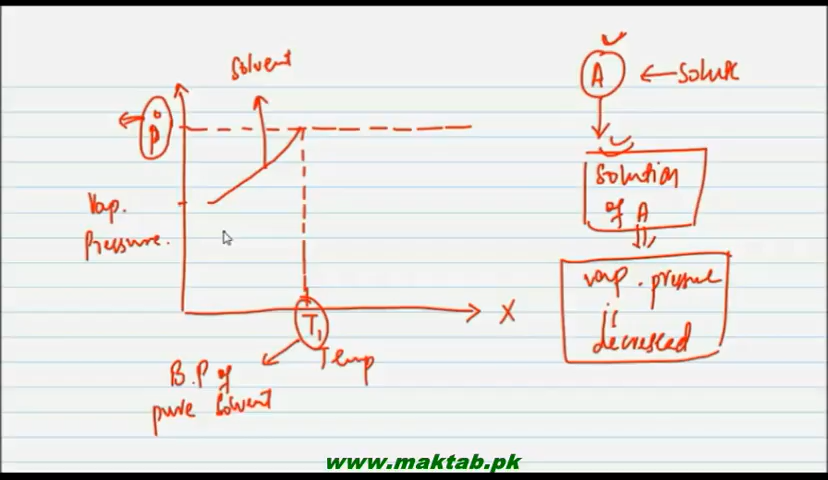 Solvent
P°
Vap.
Pressure.
T1
Temp
X
B.P of
pure solvent
A
solute
Solution
of A
vap. pressure
is
decreased
www.maktab.pk